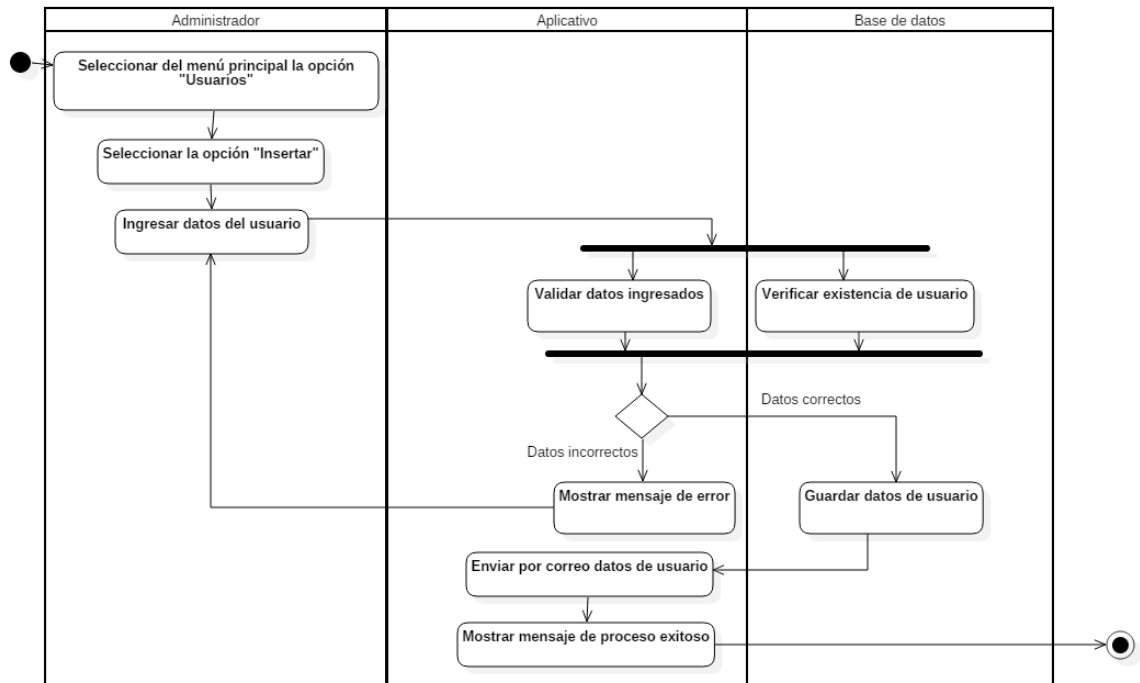 Administrador
Aplicativo
Base de datos
Seleccionar del menú principal la opción
"Usuarios"
Seleccionar la opción "Insertar"
Ingresar datos del usuario
Validar datos ingresados
Verificar existencia de usuario
Datos correctos
Datos incorrectos
Mostrar mensaje de error
Guardar datos de usuario
Enviar por correo datos de usuario
Mostrar mensaje de proceso exitoso